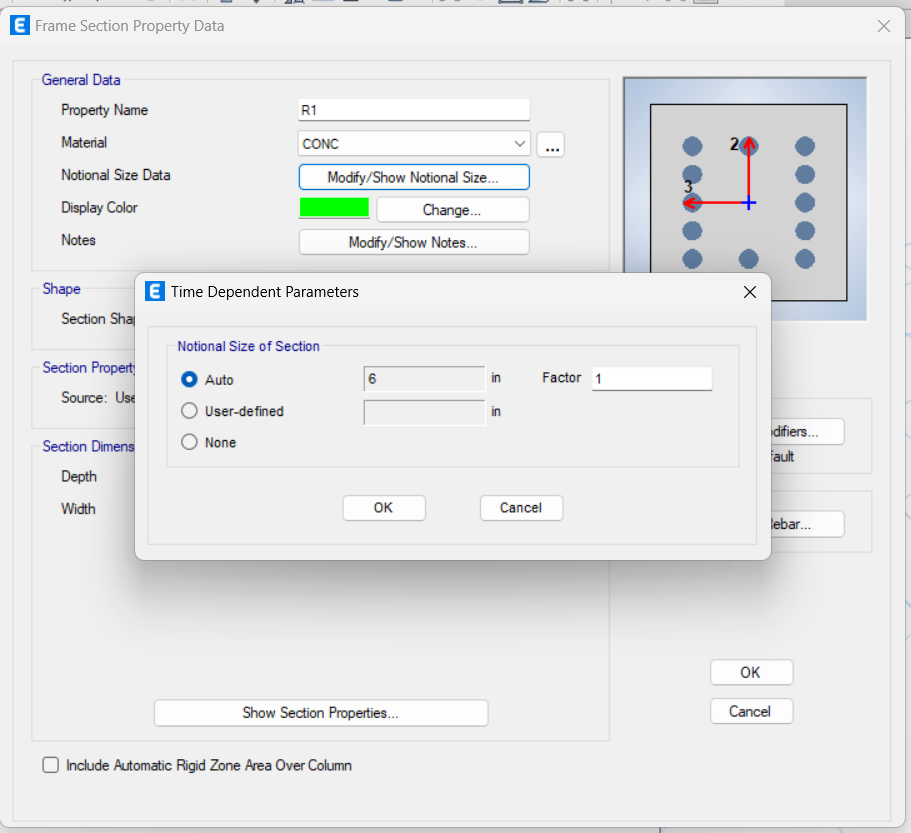 E Frame Section Property Data
General Data
Property Name R1
Material CONC ...
Notional Size Data Modify/Show Notional Size...
Display Color Change...
Notes Modify/Show Notes...
2
3
Shape
Section Shap
Section Property
Source: Use
Section Dimens
Depth
Width
E Time Dependent Parameters
Notional Size of Section
Auto 6 in Factor 1
User-defined in
None
OK Cancel
difiers...
fault
Rebar...
Show Section Properties...
OK
Cancel
Include Automatic Rigid Zone Area Over Column